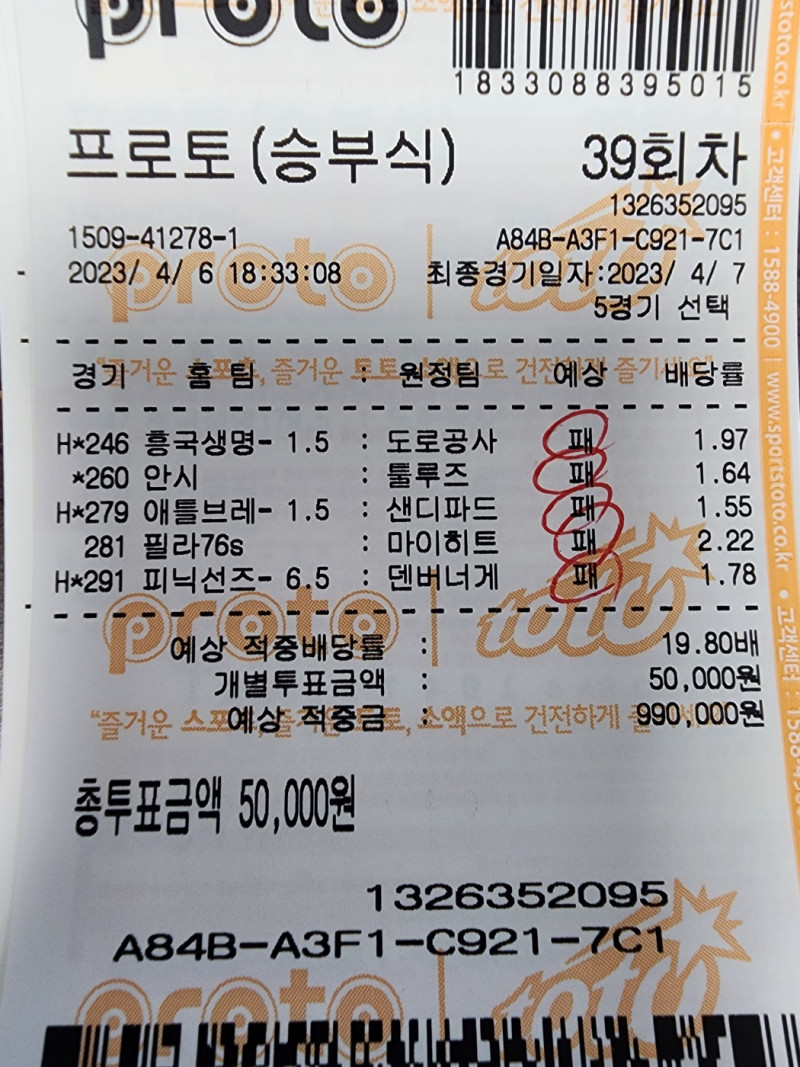 proto
1833088395015
프로토(승부식) 39회차
1326352095
1509-41278-1 A84B-A3F1-C921-7C1
2023/ 4/ 6 18:33:08 최종경기일자:2023/ 4/ 7
5경기 선택
경기 홈팀 : 원정팀 예상 배당률
H*246 흥국생명- 1.5 : 도로공사 패 1.97
*260 안시 : 툴루즈 패 1.64
H*279 애틀브레- 1.5 : 샌디파드 패 1.55
281 필라76s : 마이히트 패 2.22
H*291 피닉선즈- 6.5 : 덴버너게 패 1.78
예상 적중배당률 : 19.80배
개별투표금액 : 50,000원
예상 적중금 : 990,000원
총투표금액 50,000원
1326352095
A84B-A3F1-C921-7C1
proto toto
고객센터 : 1588-4900 | www.sportstoto.co.kr